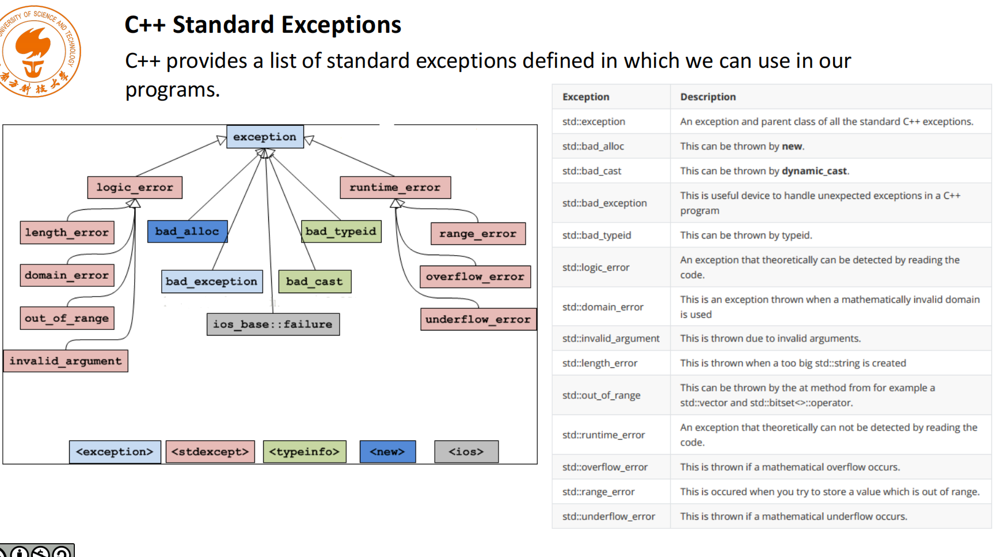 UNIVERSITY OF SCIENCE AND TECHNOLOGY
南方科技大学
C++ Standard Exceptions
C++ provides a list of standard exceptions defined in which we can use in our
programs.
exception
logic_error
runtime_error
length_error
bad_alloc
bad_typeid
range_error
domain_error
bad_exception
bad_cast
overflow_error
out_of_range
ios_base::failure
underflow_error
invalid_argument
<exception>
<stdexcept>
<typeinfo>
<new>
<ios>
Exception Description
std::exception An exception and parent class of all the standard C++ exceptions.
std::bad_alloc This can be thrown by new.
std::bad_cast This can be thrown by dynamic_cast.
std::bad_exception This is useful device to handle unexpected exceptions in a C++
program
std::bad_typeid This can be thrown by typeid.
std::logic_error An exception that theoretically can be detected by reading the
code.
std::domain_error This is an exception thrown when a mathematically invalid domain
is used
std::invalid_argument This is thrown due to invalid arguments.
std::length_error This is thrown when a too big std::string is created
std::out_of_range This can be thrown by the at method from for example a
std::vector and std::bitset<>::operator.
std::runtime_error An exception that theoretically can not be detected by reading the
code.
std::overflow_error This is thrown if a mathematical overflow occurs.
std::range_error This is occured when you try to store a value which is out of range.
std::underflow_error This is thrown if a mathematical underflow occurs.